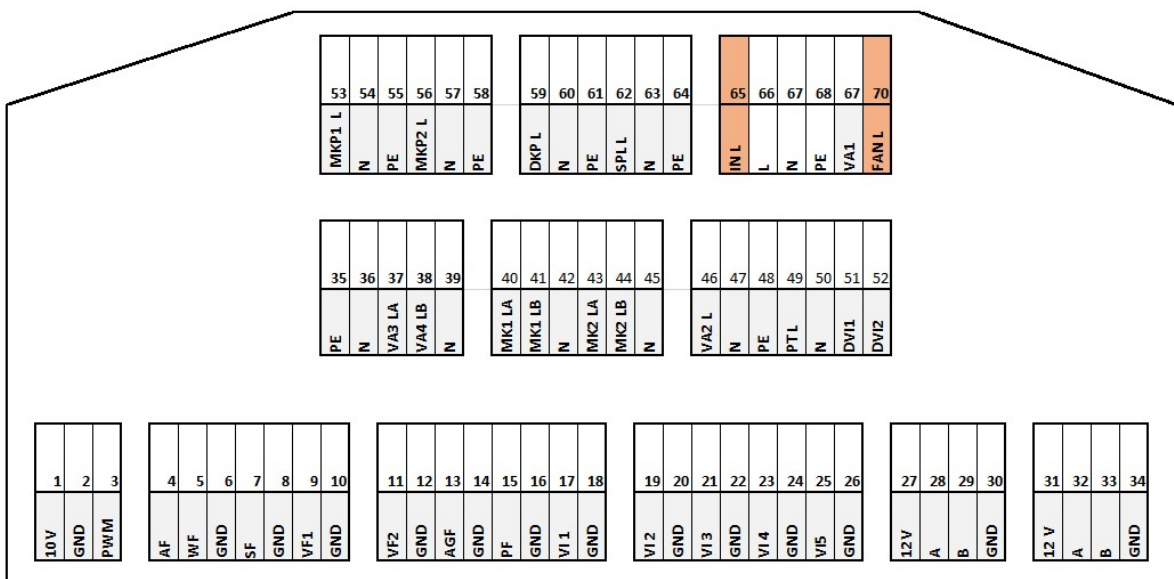 53 54 55 56 57 58 59 60 61 62 63 64 65 66 67 68 67 70
MKP1 L N PE MKP2 L N PE DKP L N PE SPL L N PE IN L L N PE VA1 FAN L
35 36 37 38 39 40 41 42 43 44 45 46 47 48 49 50 51 52
PE N VA3 LA VA4 LB N MK1 LA MK1 LB N MK2 LA MK2 LB N VA2 L N PE PT L N DVI1 DVI2
1 2 3 4 5 6 7 8 9 10 11 12 13 14 15 16 17 18 19 20 21 22 23 24 25 26 27 28 29 30 31 32 33 34
10V GND PWM AF WF GND SF GND VF1 GND VF2 GND AGF GND PF GND VI 1 GND VI 2 GND VI 3 GND VI 4 GND VI5 GND 12V A B GND 12 V A B GND